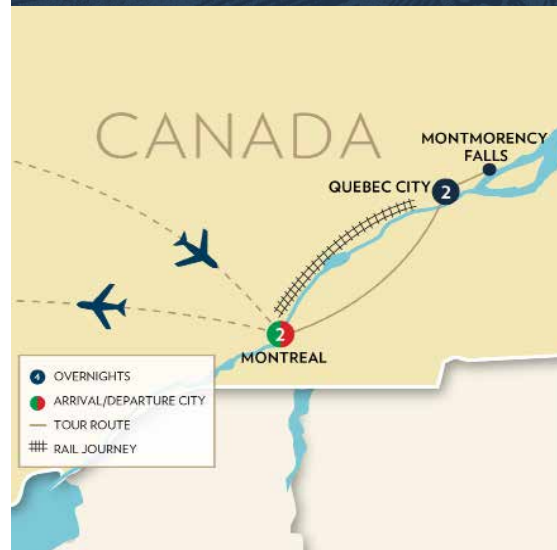 CANADA
MONTMORENCY
FALLS
QUEBEC CITY
2
2
MONTREAL
4 OVERNIGHTS
ARRIVAL/DEPARTURE CITY
TOUR ROUTE
RAIL JOURNEY